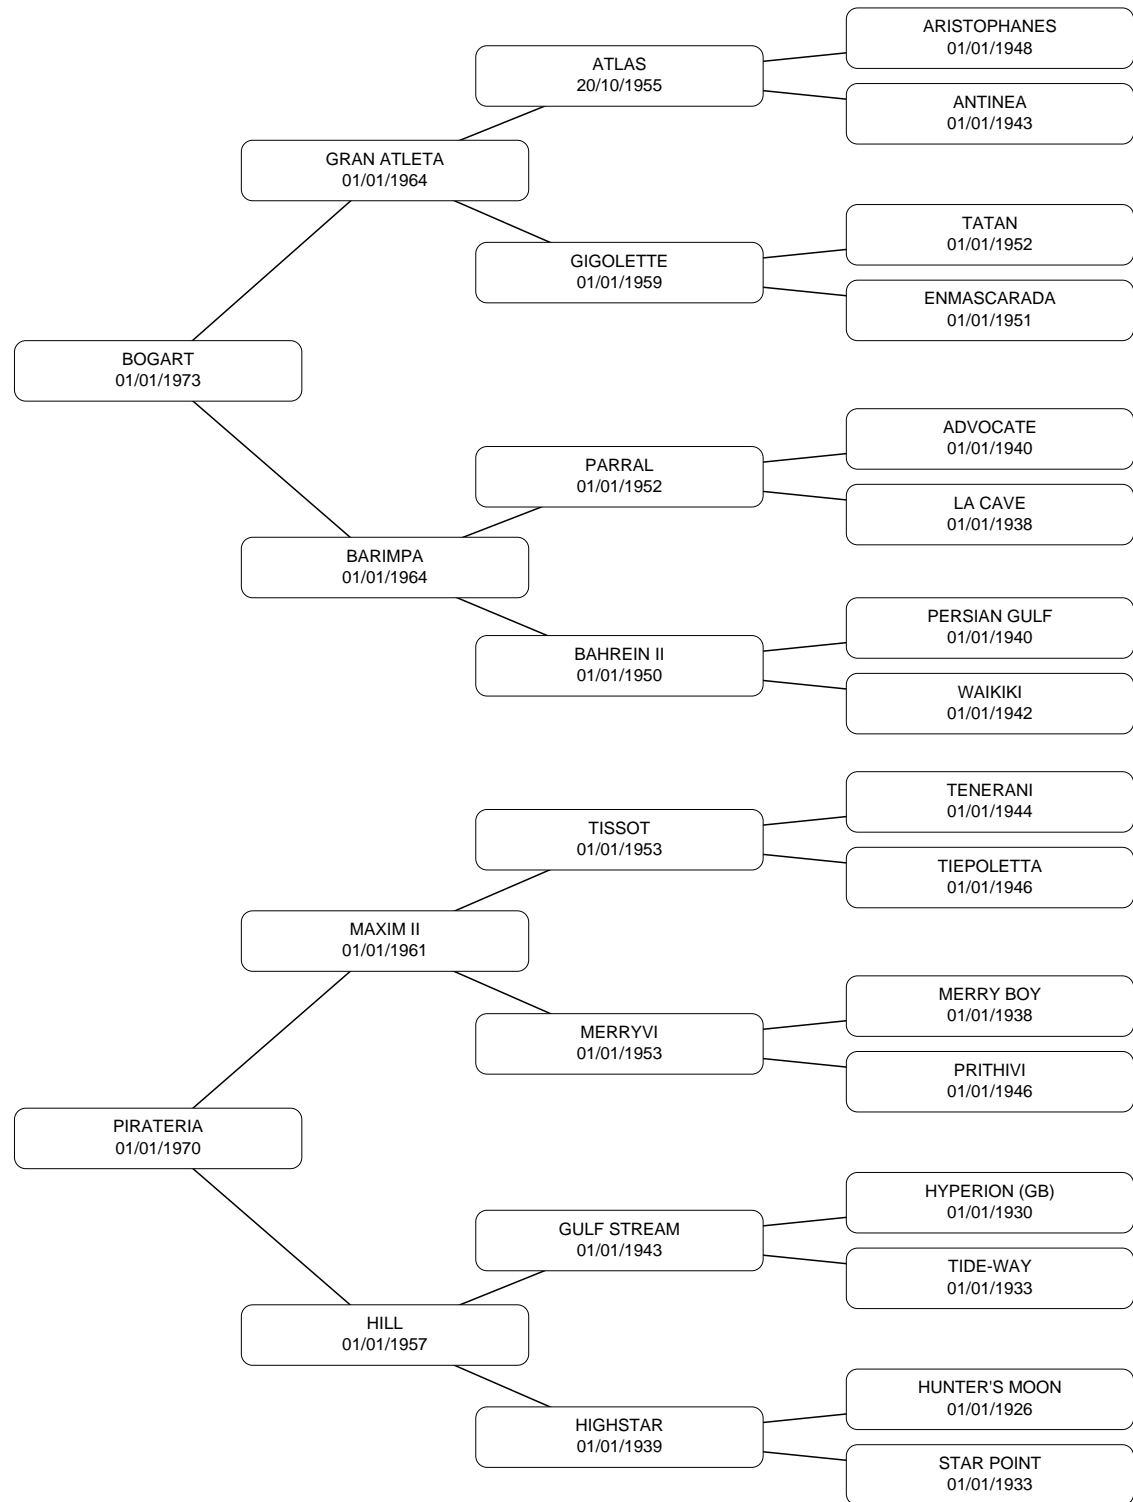 ARISTOPHANES
01/01/1948
ATLAS
20/10/1955
ANTINEA
01/01/1943
GRAN ATLETA
01/01/1964
TATAN
01/01/1952
GIGOLETTE
01/01/1959
ENMASCARADA
01/01/1951
BOGART
01/01/1973
ADVOCATE
01/01/1940
PARRAL
01/01/1952
LA CAVE
01/01/1938
BARIMPA
01/01/1964
PERSIAN GULF
01/01/1940
BAHREIN II
01/01/1950
WAIKIKI
01/01/1942
TENERANI
01/01/1944
TISSOT
01/01/1953
TIEPOLETTA
01/01/1946
MAXIM II
01/01/1961
MERRY BOY
01/01/1938
MERRYVI
01/01/1953
PRITHIVI
01/01/1946
PIRATERIA
01/01/1970
HYPERION (GB)
01/01/1930
GULF STREAM
01/01/1943
TIDE-WAY
01/01/1933
HILL
01/01/1957
HUNTER'S MOON
01/01/1926
HIGHSTAR
01/01/1939
STAR POINT
01/01/1933